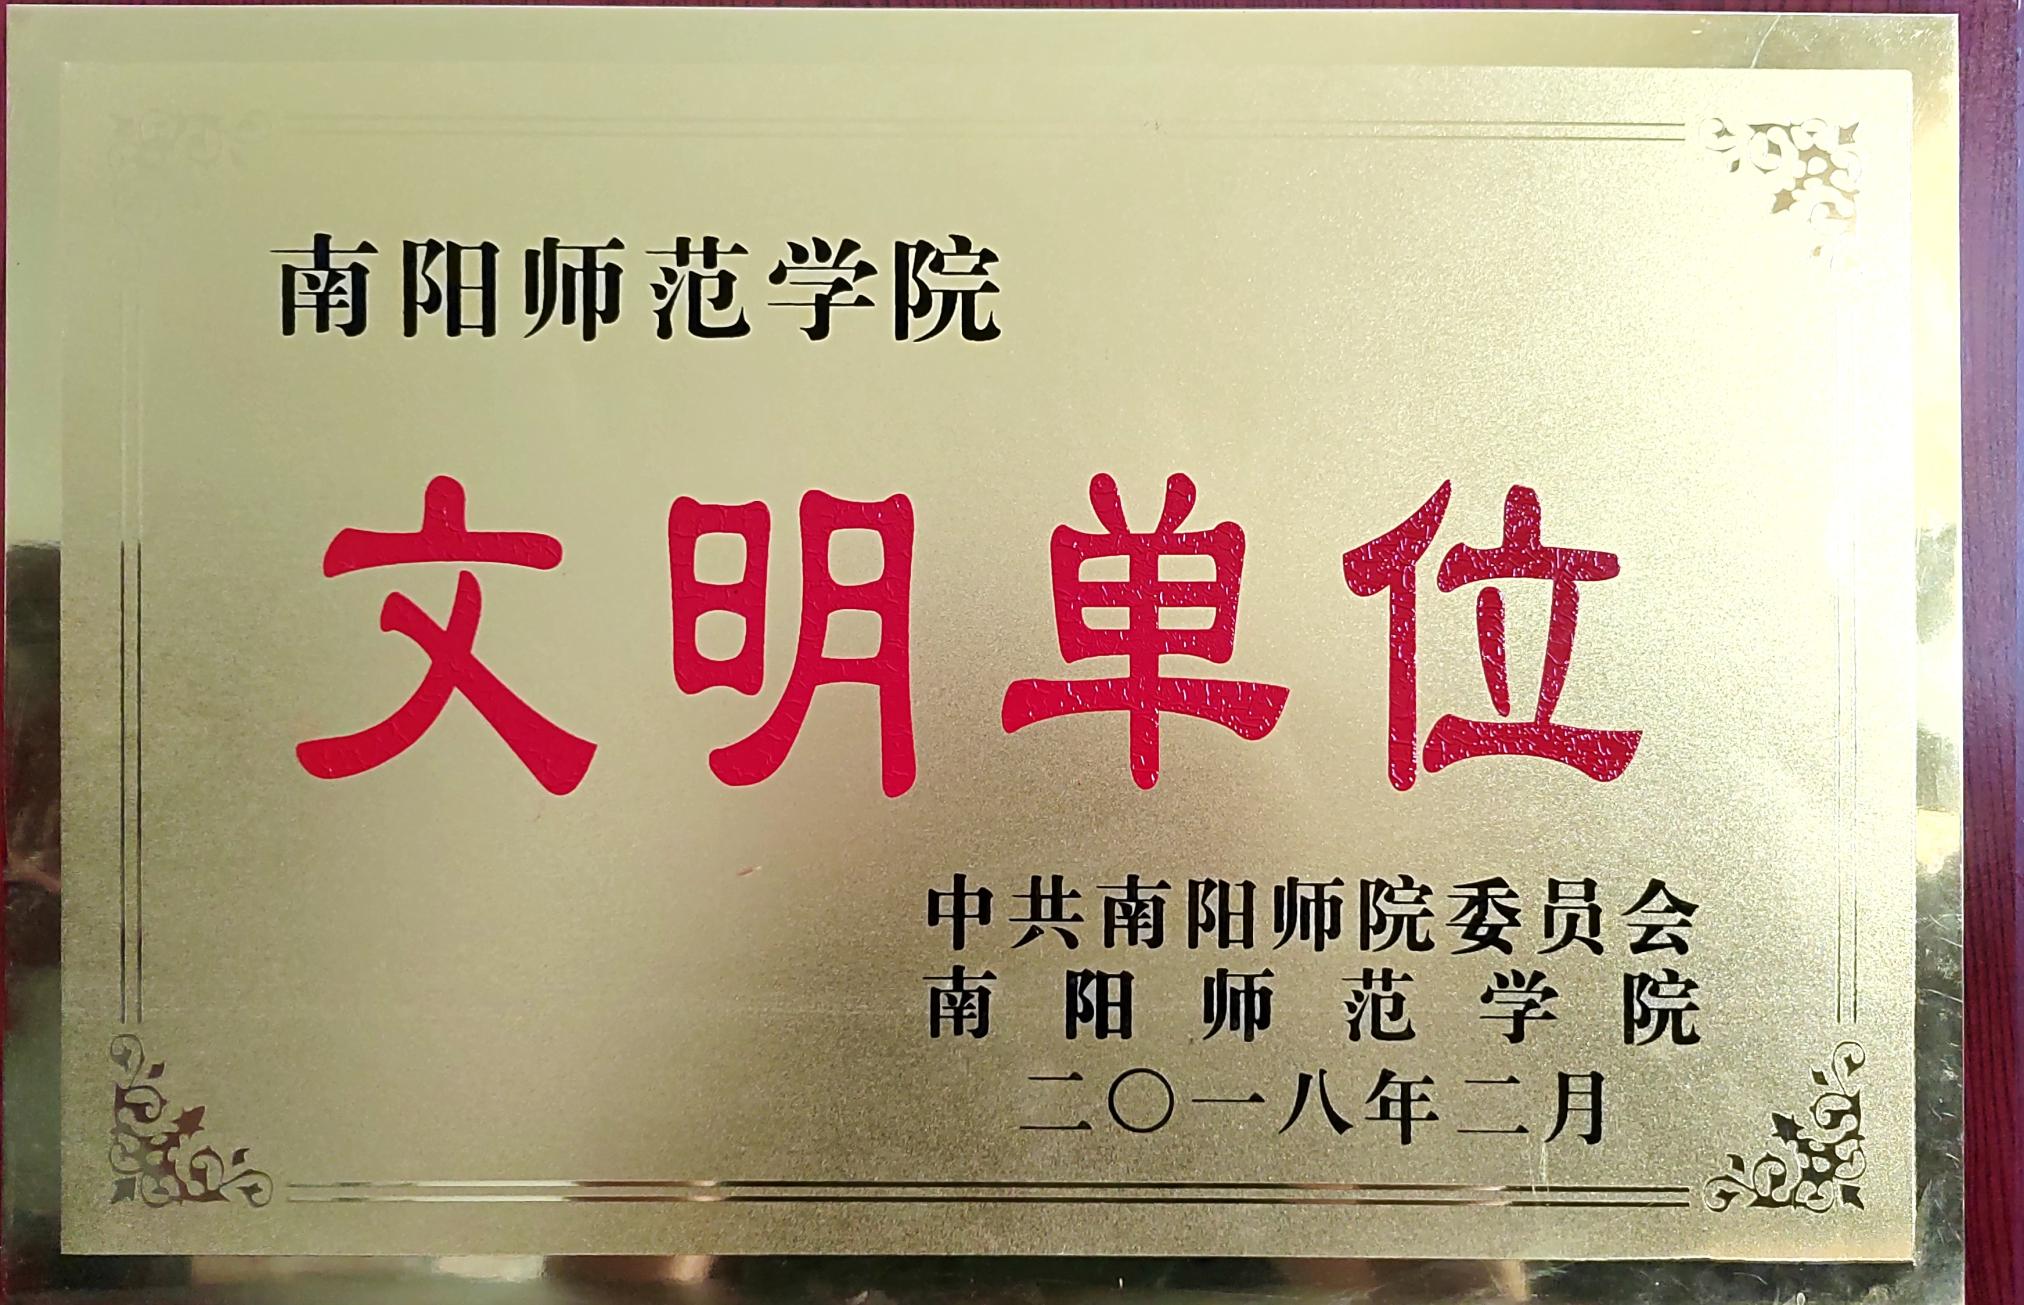 南阳师范学院
文明单位
中共南阳师院委员会
南阳师范学院
二〇一八年二月